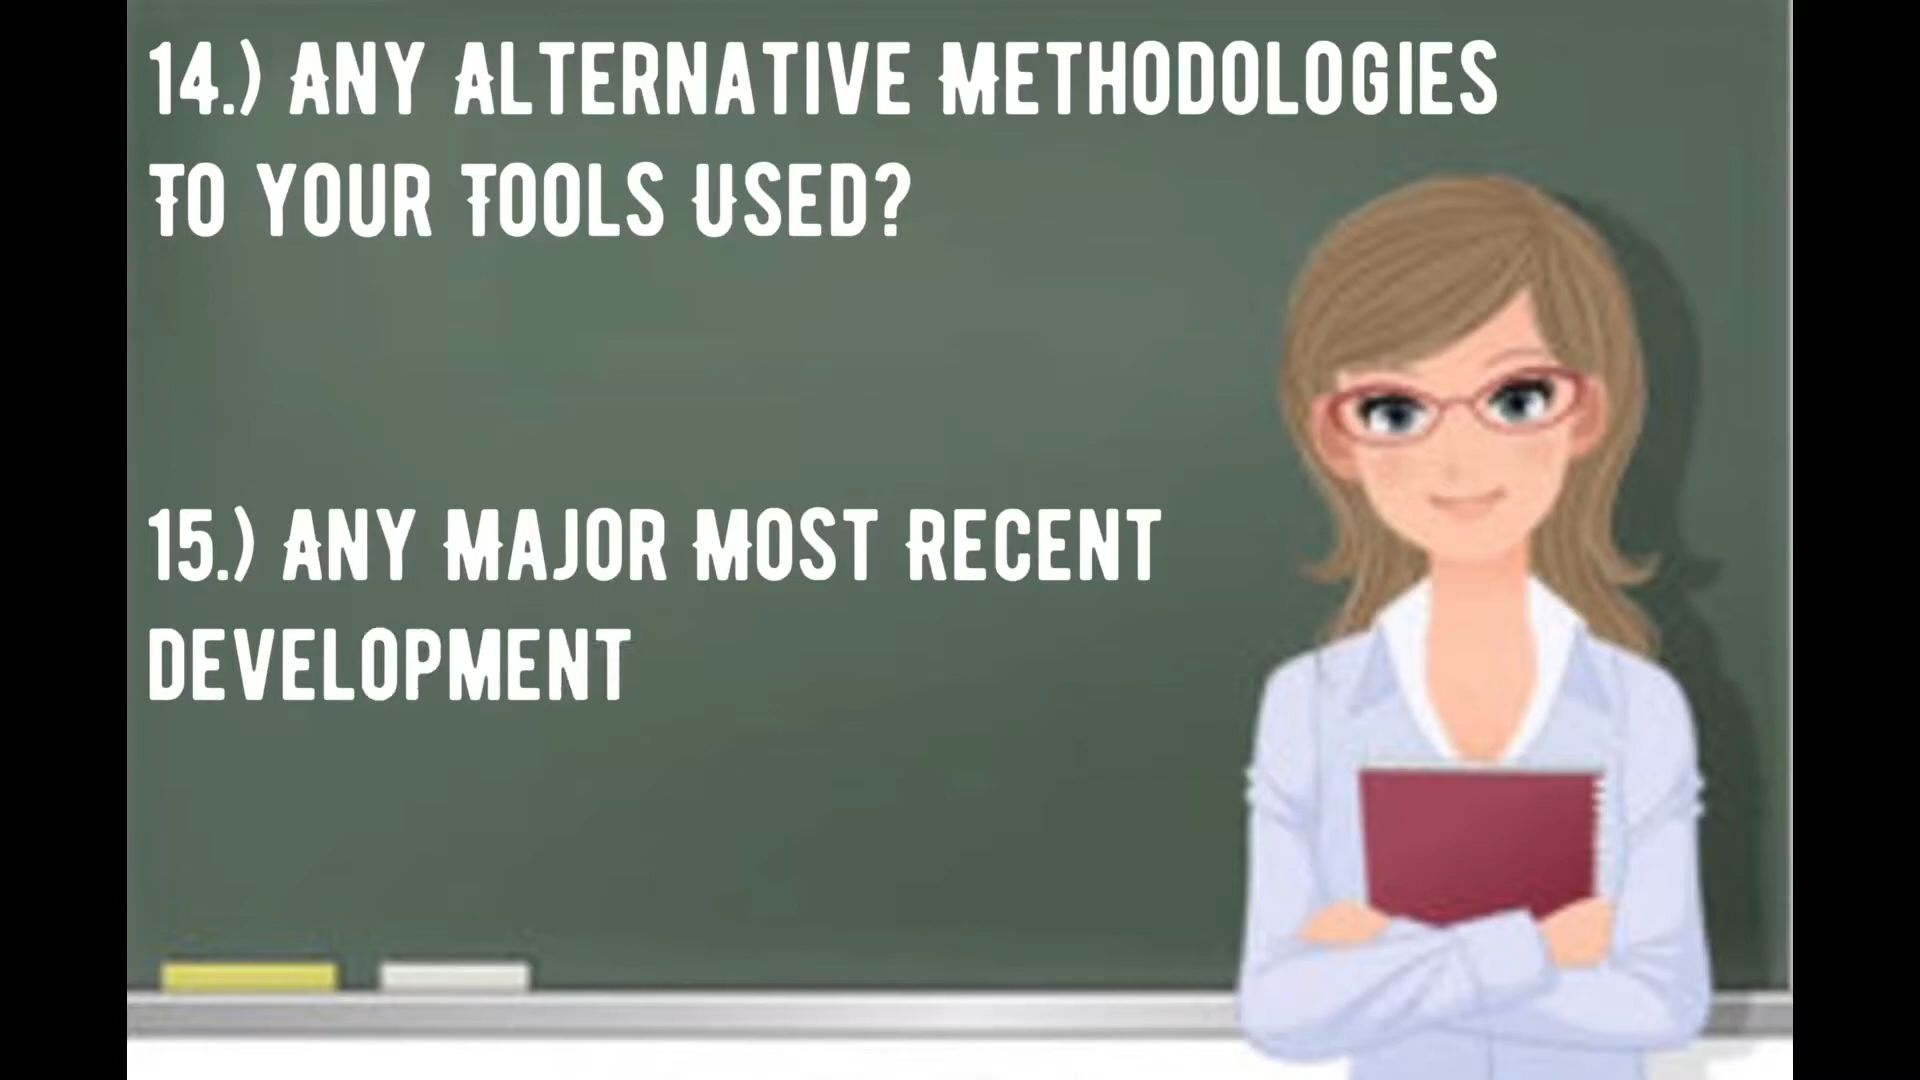 14.) Any Alternative Methodologies
To your Tools Used?
15.) Any Major Most Recent
development